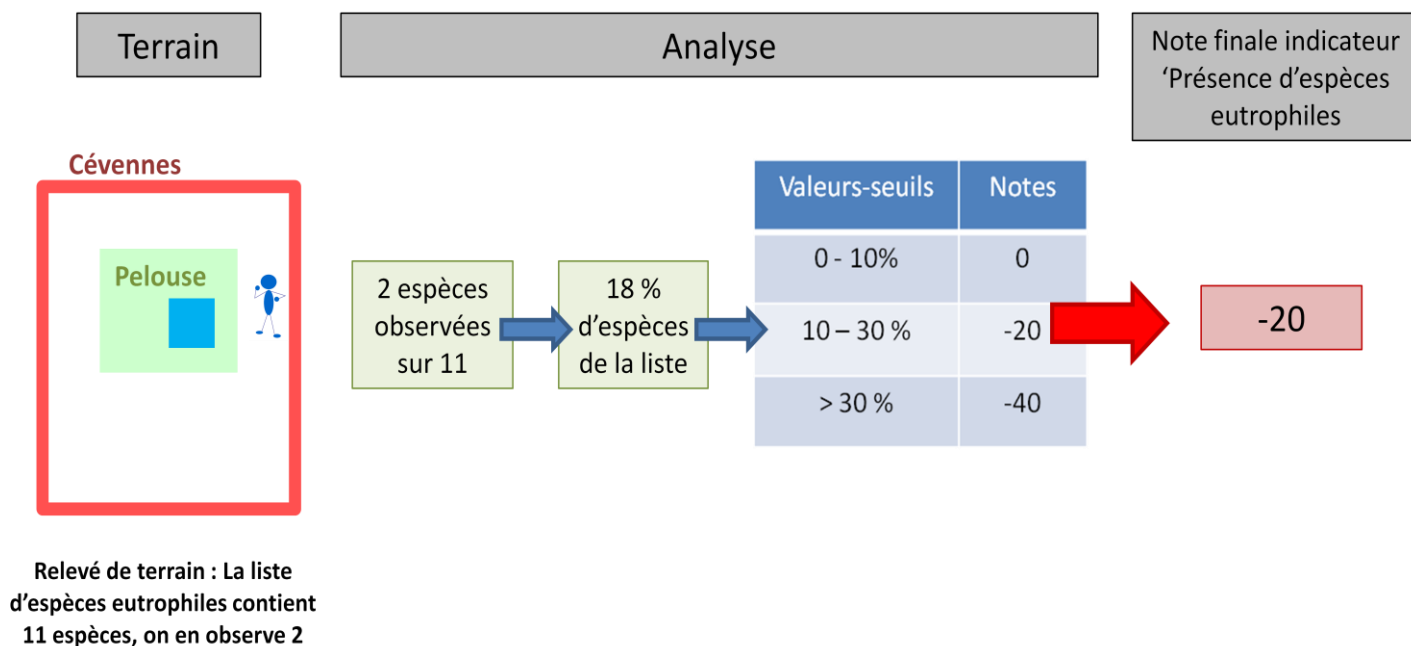 Terrain
Analyse
Note finale indicateur
‘Présence d’espèces
eutrophiles
Cévennes
Pelouse
2 espèces
observées
sur 11
18 %
d’espèces
de la liste
Valeurs-seuils Notes
0 - 10% 0
10 – 30 % -20
> 30 % -40
-20
Relevé de terrain : La liste
d’espèces eutrophiles contient
11 espèces, on en observe 2